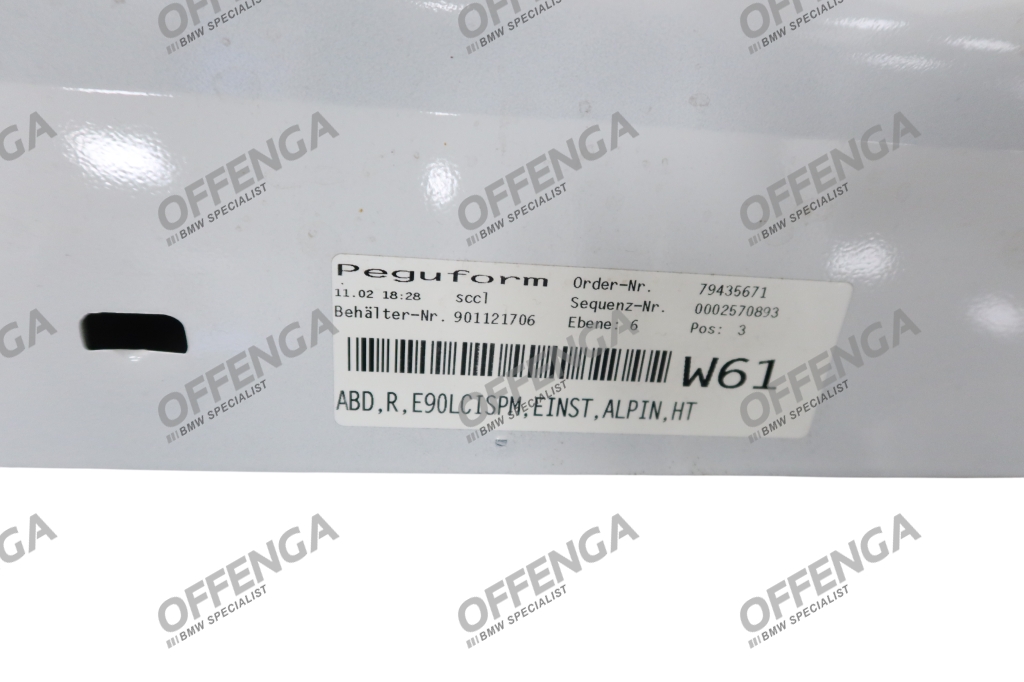 Peguform
Order-Nr. 79435671
11.02 18:28 sccl
Sequenz-Nr. 0002570893
Behälter-Nr. 901121706
Ebene: 6 Pos: 3
W61
ABD,R,E90LCISPM,EINST,ALPIN,HT
OFFENGA
BMW SPECIALIST